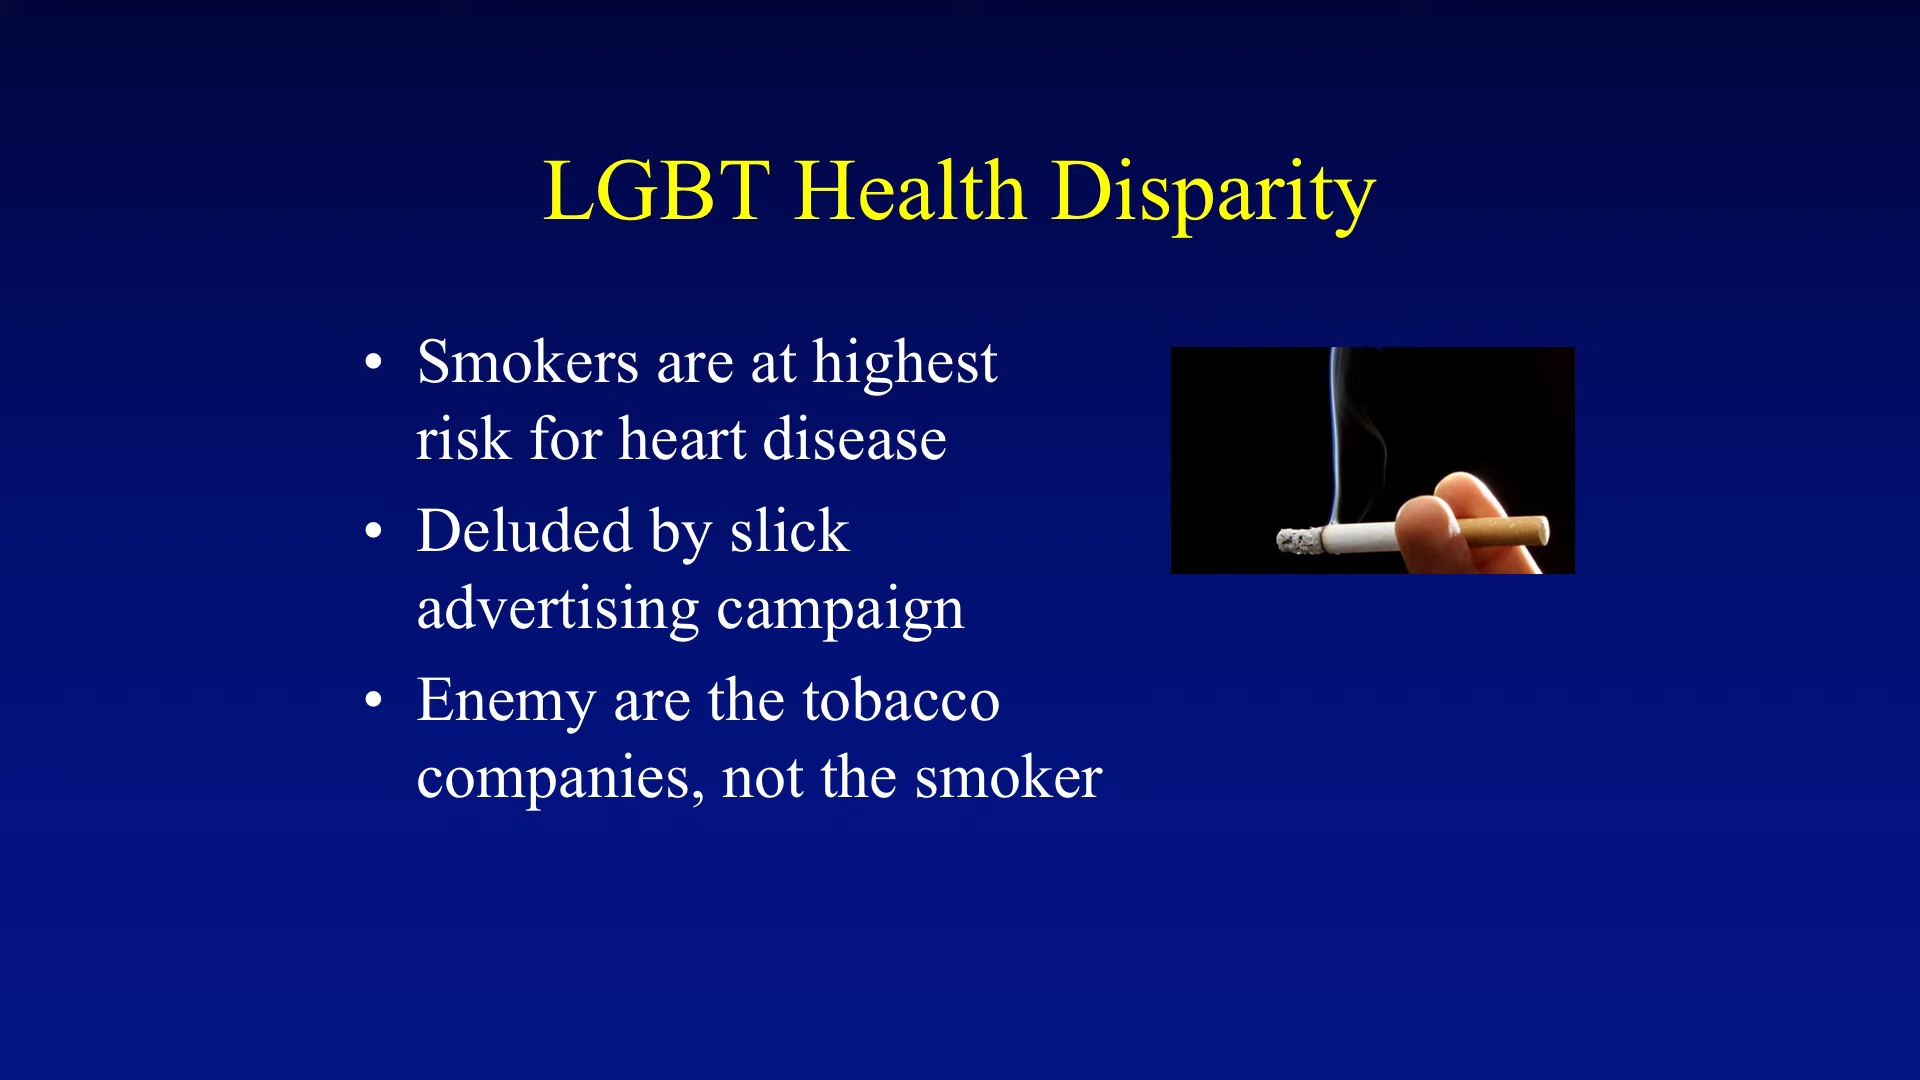 LGBT Health Disparity
• Smokers are at highest
risk for heart disease
• Deluded by slick
advertising campaign
• Enemy are the tobacco
companies, not the smoker